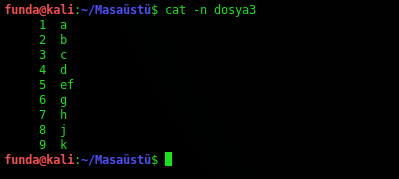 funda@kali:~/Masaüstü$ cat -n dosya3
     1  a
     2  b
     3  c
     4  d
     5  ef
     6  g
     7  h
     8  j
     9  k
funda@kali:~/Masaüstü$